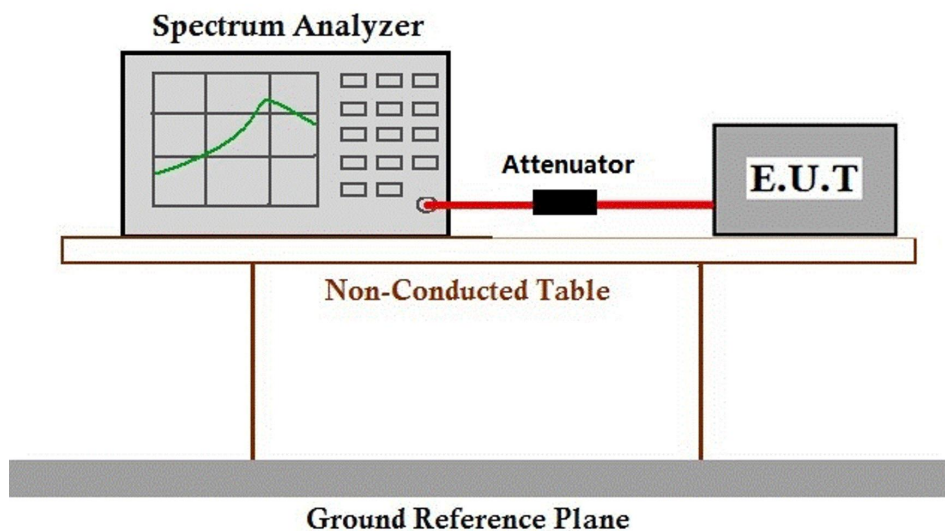 Spectrum Analyzer
Attenuator
E.U.T
Non-Conducted Table
Ground Reference Plane